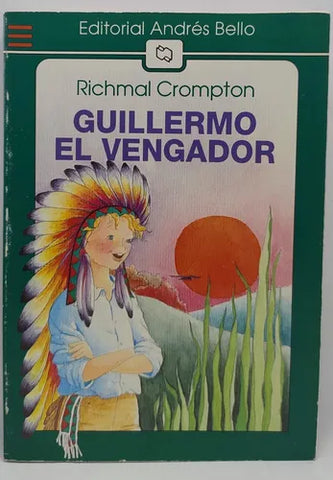 Editorial Andrés Bello
Richmal Crompton
GUILLERMO
EL VENGADOR